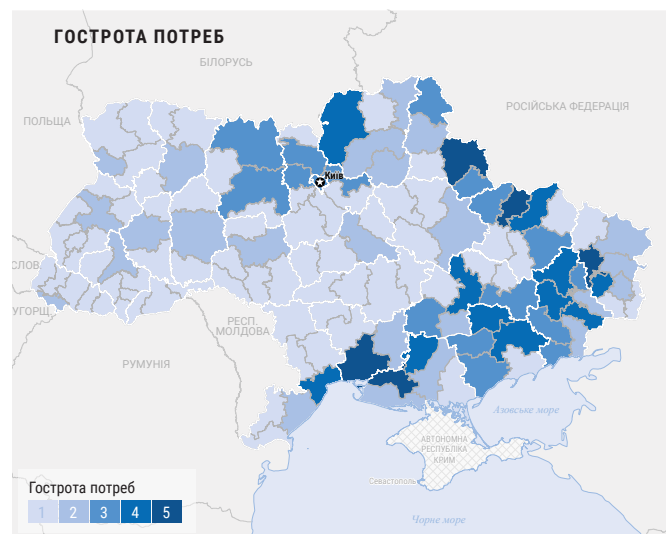 ГОСТРОТА ПОТРЕБ
БІЛОРУСЬ
ПОЛЬЩА
РОСІЙСЬКА ФЕДЕРАЦІЯ
Київ
СЛОВ.
УГОРЩ.
РЕСП.
МОЛДОВА
РУМУНІЯ
Азовське море
АВТОНОМНА
РЕСПУБЛІКА
КРИМ
Севастополь
Гострота потреб
1 2 3 4 5
Чорне море